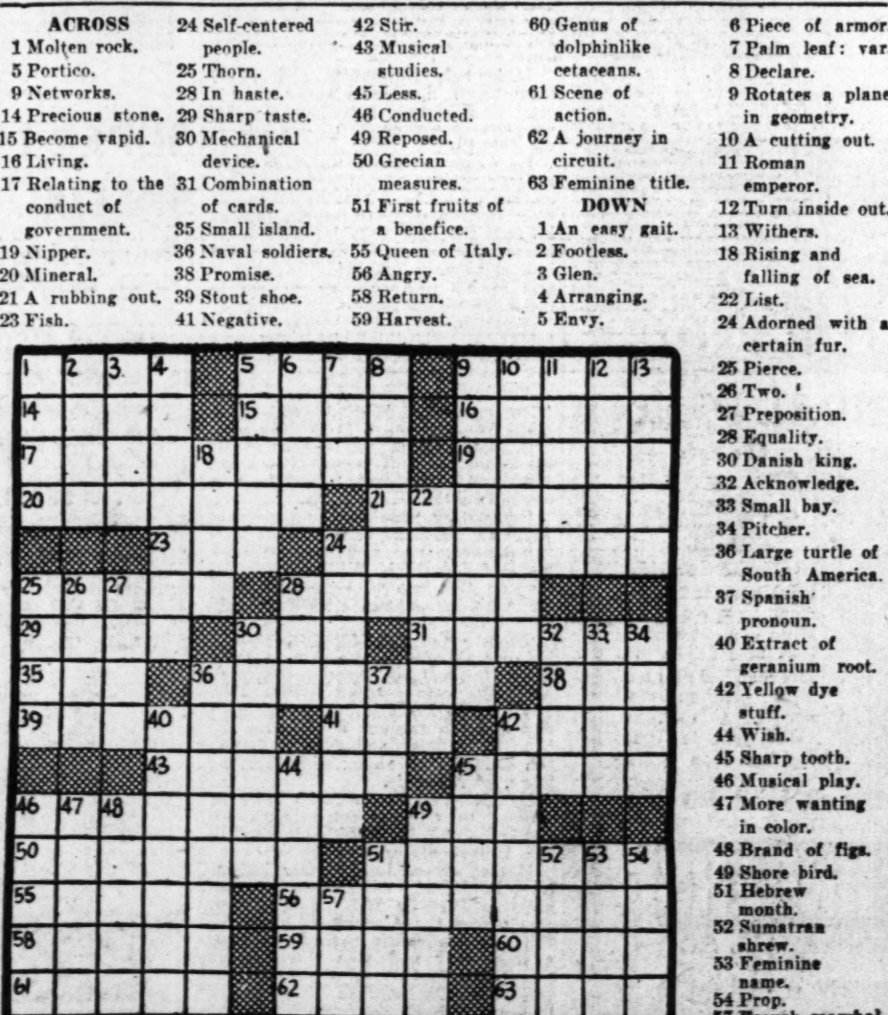 ACROSS
1 Molten rock.
5 Portico.
9 Networks.
14 Precious stone.
15 Become vapid.
16 Living.
17 Relating to the
conduct of
government.
19 Nipper.
20 Mineral.
21 A rubbing out.
23 Fish.
24 Self-centered
people.
25 Thorn.
28 In haste.
29 Sharp taste.
30 Mechanical
device.
31 Combination
of cards.
35 Small island.
36 Naval soldiers.
38 Promise.
39 Stout shoe.
41 Negative.
42 Stir.
43 Musical
studies.
45 Less.
46 Conducted.
49 Reposed.
50 Grecian
measures.
51 First fruits of
a benefice.
55 Queen of Italy.
56 Angry.
58 Return.
59 Harvest.
60 Genus of
dolphinlike
cetaceans.
61 Scene of
action.
62 A journey in
circuit.
63 Feminine title.
DOWN
1 An easy gait.
2 Footless.
3 Glen.
4 Arranging.
5 Envy.
6 Piece of armor
7 Palm leaf: var.
8 Declare.
9 Rotates a plane
in geometry.
10 A cutting out.
11 Roman
emperor.
12 Turn inside out.
13 Withers.
18 Rising and
falling of sea.
22 List.
24 Adorned with a
certain fur.
25 Pierce.
26 Two.
27 Preposition.
28 Equality.
30 Danish king.
32 Acknowledge.
33 Small bay.
34 Pitcher.
36 Large turtle of
South America.
37 Spanish
pronoun.
40 Extract of
geranium root.
42 Yellow dye
stuff.
44 Wish.
45 Sharp tooth.
46 Musical play.
47 More wanting
in color.
48 Brand of figs.
49 Shore bird.
51 Hebrew
month.
52 Sumatran
shrew.
53 Feminine
name.
54 Prop.
1 2 3 4 5 6 7 8 9 10 11 12 13
14 15 16
17 18 19
20 21 22
23 24
25 26 27 28
29 30 31 32 33 34
35 36 37 38
39 40 41 42
43 44 45
46 47 48 49
50 51 52 53 54
55 56 57
58 59 60
61 62 63